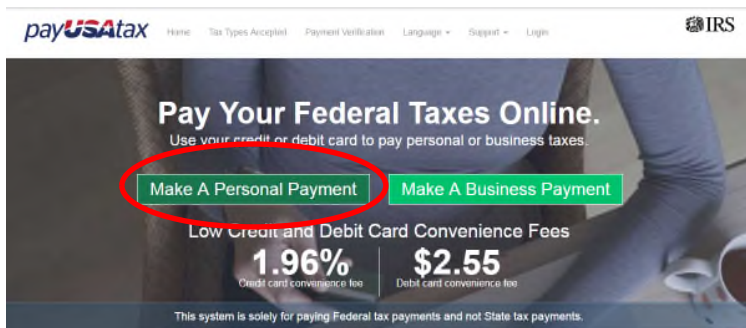 payUSAtax Home Tax Types Accepted Payment Verification Language Support Login IRS
Pay Your Federal Taxes Online.
Use your credit or debit card to pay personal or business taxes.
Make A Personal Payment Make A Business Payment
Low Credit and Debit Card Convenience Fees
1.96% $2.55
Credit card convenience fee Debit card convenience fee
This system is solely for paying Federal tax payments and not State tax payments.